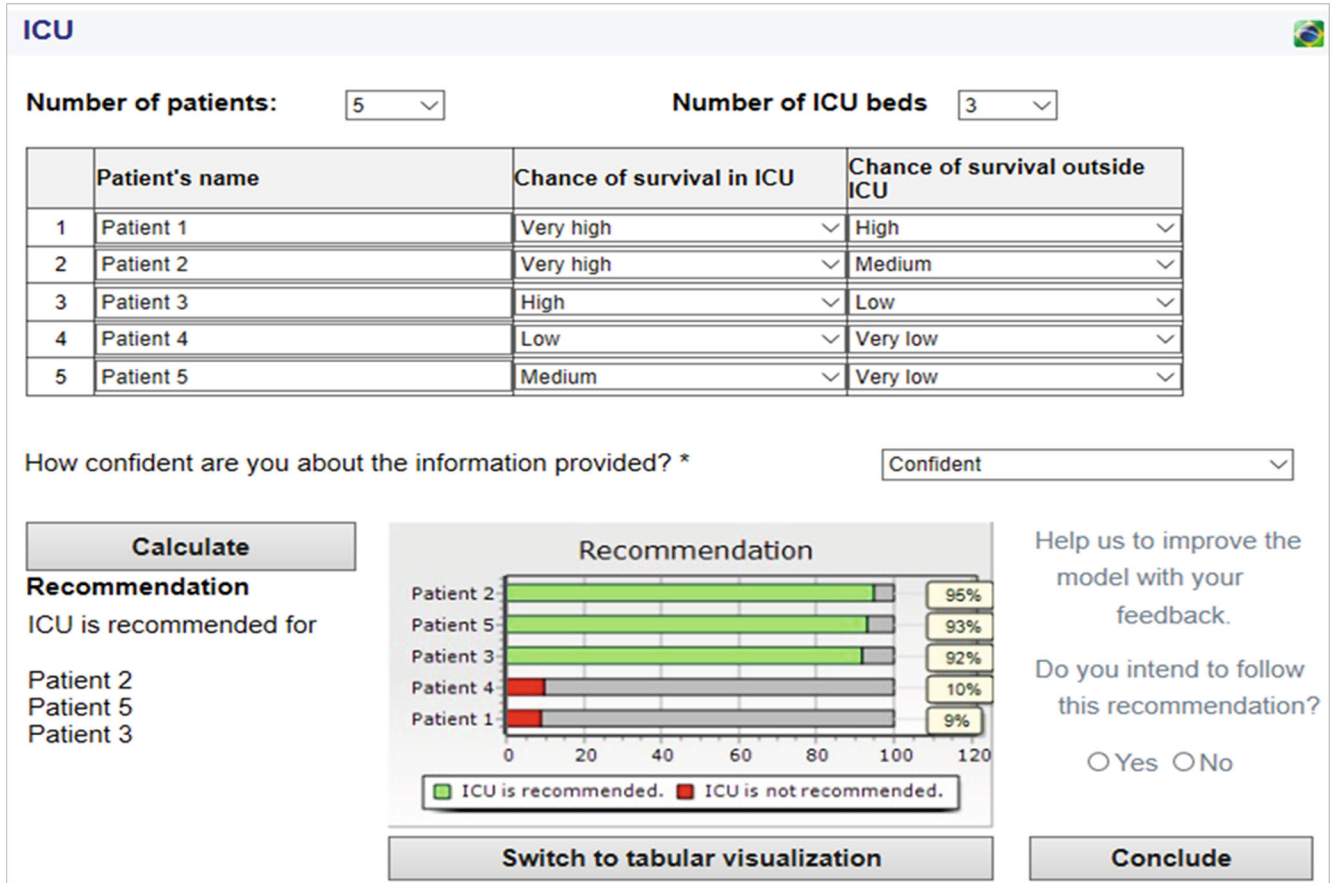 ICU
Number of patients: 5 Number of ICU beds 3
Patient's name Chance of survival in ICU Chance of survival outside ICU
1 Patient 1 Very high High
2 Patient 2 Very high Medium
3 Patient 3 High Low
4 Patient 4 Low Very low
5 Patient 5 Medium Very low
How confident are you about the information provided? * Confident
Calculate
Recommendation
ICU is recommended for
Patient 2
Patient 5
Patient 3
Recommendation
Patient 2 95%
Patient 5 93%
Patient 3 92%
Patient 4 10%
Patient 1 9%
0 20 40 60 80 100 120
ICU is recommended. ICU is not recommended.
Switch to tabular visualization
Help us to improve the
model with your
feedback.
Do you intend to follow
this recommendation?
Yes No
Conclude